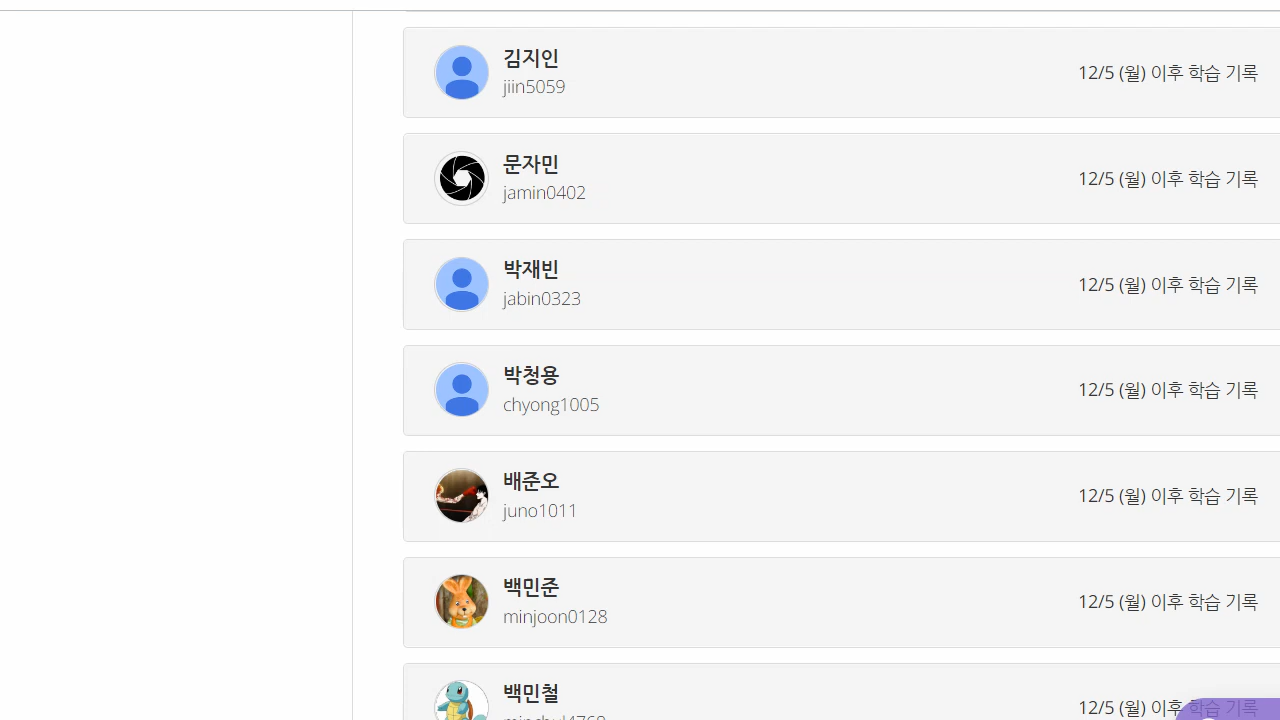 김지인
jiin5059
12/5 (월) 이후 학습 기록
문자민
jamin0402
12/5 (월) 이후 학습 기록
박재빈
jabin0323
12/5 (월) 이후 학습 기록
박청용
chyong1005
12/5 (월) 이후 학습 기록
배준오
juno1011
12/5 (월) 이후 학습 기록
백민준
minjoon0128
12/5 (월) 이후 학습 기록
백민철
12/5 (월) 이후 학습 기록